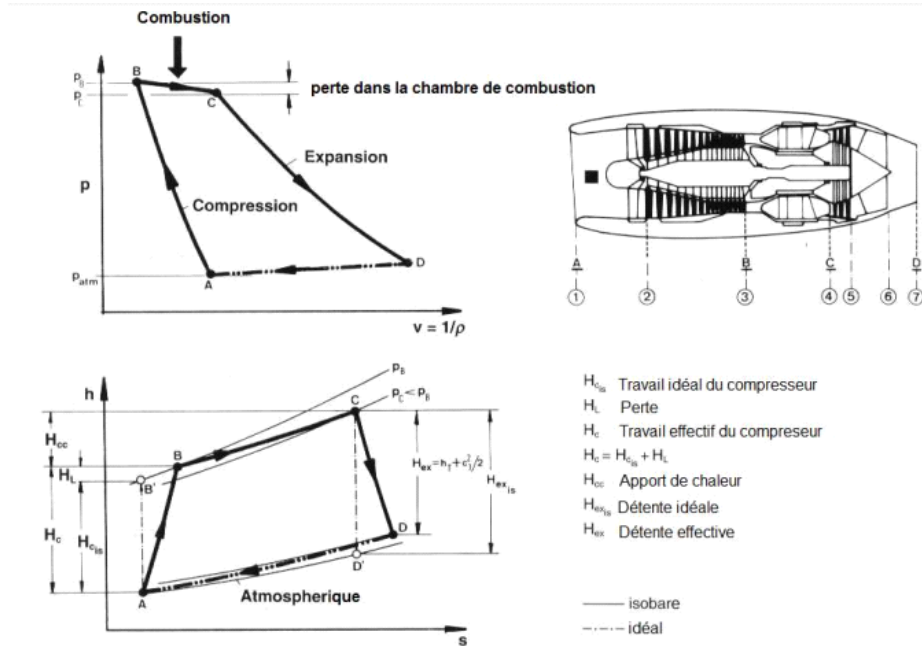 Combustion
p_B
p_C
B
C
perte dans la chambre de combustion
Expansion
p
Compression
p_atm
A
D
v = 1/ρ
A
B
C
D
1
2
3
4
5
6
7
h
p_B
p_C < p_B
C
H_cc
B
H_L
B'
H_ex = h_T + c²/2
H_ex_is
H_c
H_c_is
D
D'
A
Atmospherique
s
H_c_is Travail idéal du compresseur
H_L Perte
H_c Travail effectif du compreseur
H_c = H_c_is + H_L
H_cc Apport de chaleur
H_ex_is Détente idéale
H_ex Détente effective
isobare
idéal